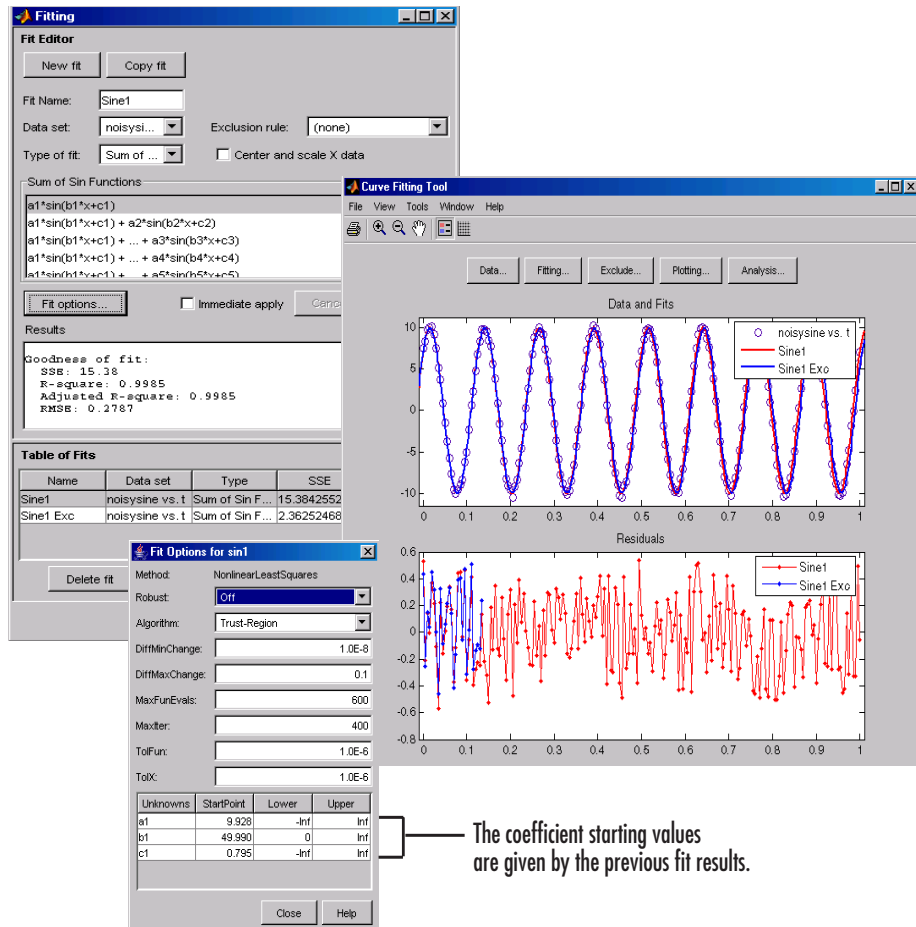 Fitting
Fit Editor
New fit
Copy fit
Fit Name:
Sine1
Data set:
noisysi...
Exclusion rule:
(none)
Type of fit:
Sum of ...
Center and scale X data
Sum of Sin Functions
a1*sin(b1*x+c1)
a1*sin(b1*x+c1) + a2*sin(b2*x+c2)
a1*sin(b1*x+c1) + ... + a3*sin(b3*x+c3)
a1*sin(b1*x+c1) + ... + a4*sin(b4*x+c4)
a1*sin(b1*x+c1) + ... + a5*sin(b5*x+c5)
Fit options...
Immediate apply
Results
Goodness of fit:
SSE: 15.38
R-square: 0.9985
Adjusted R-square: 0.9985
RMSE: 0.2787
Table of Fits
Name Data set Type SSE
Sine1 noisysine vs. t Sum of Sin F... 15.3842552
Sine1 Exc noisysine vs. t Sum of Sin F... 2.36252468
Delete fit
Curve Fitting Tool
File View Tools Window Help
Data... Fitting... Exclude... Plotting... Analysis...
Data and Fits
10
5
0
-5
-10
noisysine vs. t
Sine1
Sine1 Exc
0 0.1 0.2 0.3 0.4 0.5 0.6 0.7 0.8 0.9 1
Residuals
0.6
0.4
0.2
0
-0.2
-0.4
-0.6
-0.8
Sine1
Sine1 Exc
0 0.1 0.2 0.3 0.4 0.5 0.6 0.7 0.8 0.9 1
Fit Options for sin1
Method: NonlinearLeastSquares
Robust: Off
Algorithm: Trust-Region
DiffMinChange: 1.0E-8
DiffMaxChange: 0.1
MaxFunEvals: 600
MaxIter: 400
TolFun: 1.0E-6
TolX: 1.0E-6
Unknowns StartPoint Lower Upper
a1 9.928 -Inf Inf
b1 49.990 0 Inf
c1 0.795 -Inf Inf
Close
Help
The coefficient starting values
are given by the previous fit results.